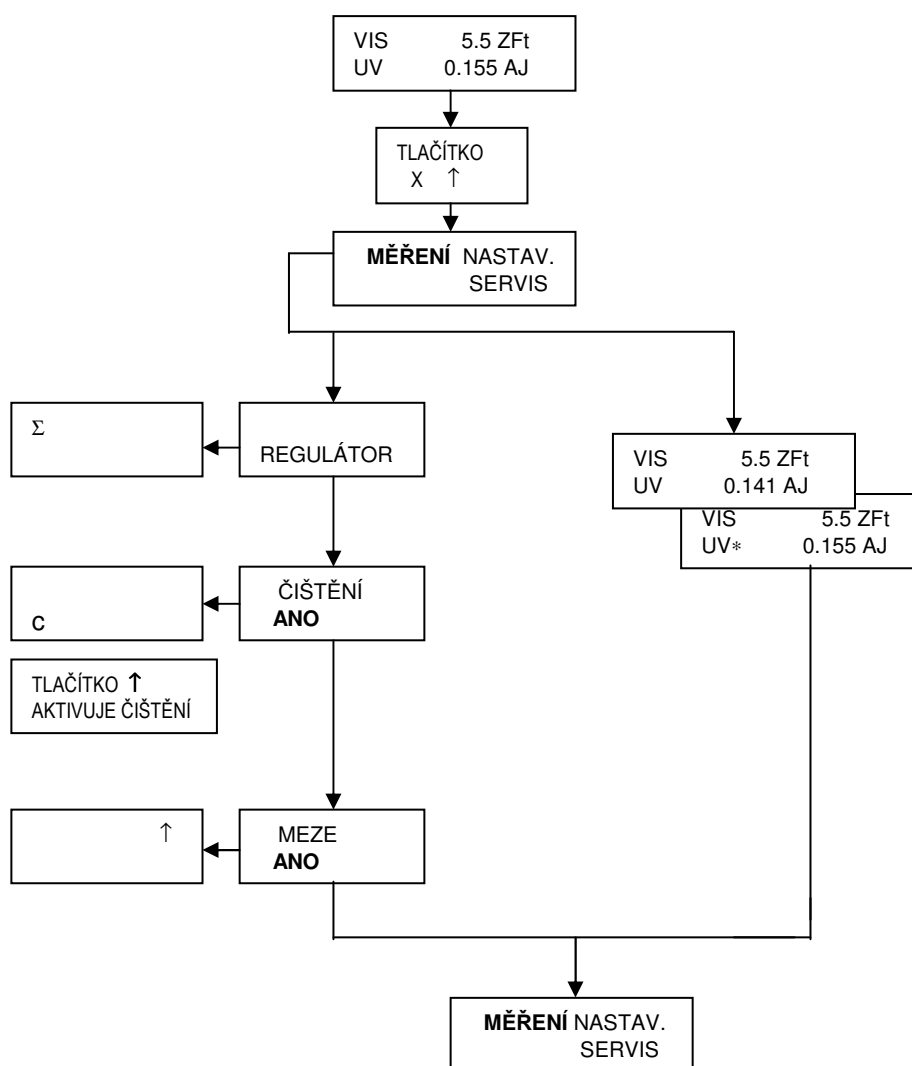 VIS 5.5 ZFt
UV 0.155 AJ
TLAČÍTKO
X ↑
MĚŘENÍ NASTAV.
SERVIS
Σ
REGULÁTOR
VIS 5.5 ZFt
UV 0.141 AJ
VIS 5.5 ZFt
UV* 0.155 AJ
c
ČIŠTĚNÍ
ANO
TLAČÍTKO ↑
AKTIVUJE ČIŠTĚNÍ
↑
MEZE
ANO
MĚŘENÍ NASTAV.
SERVIS